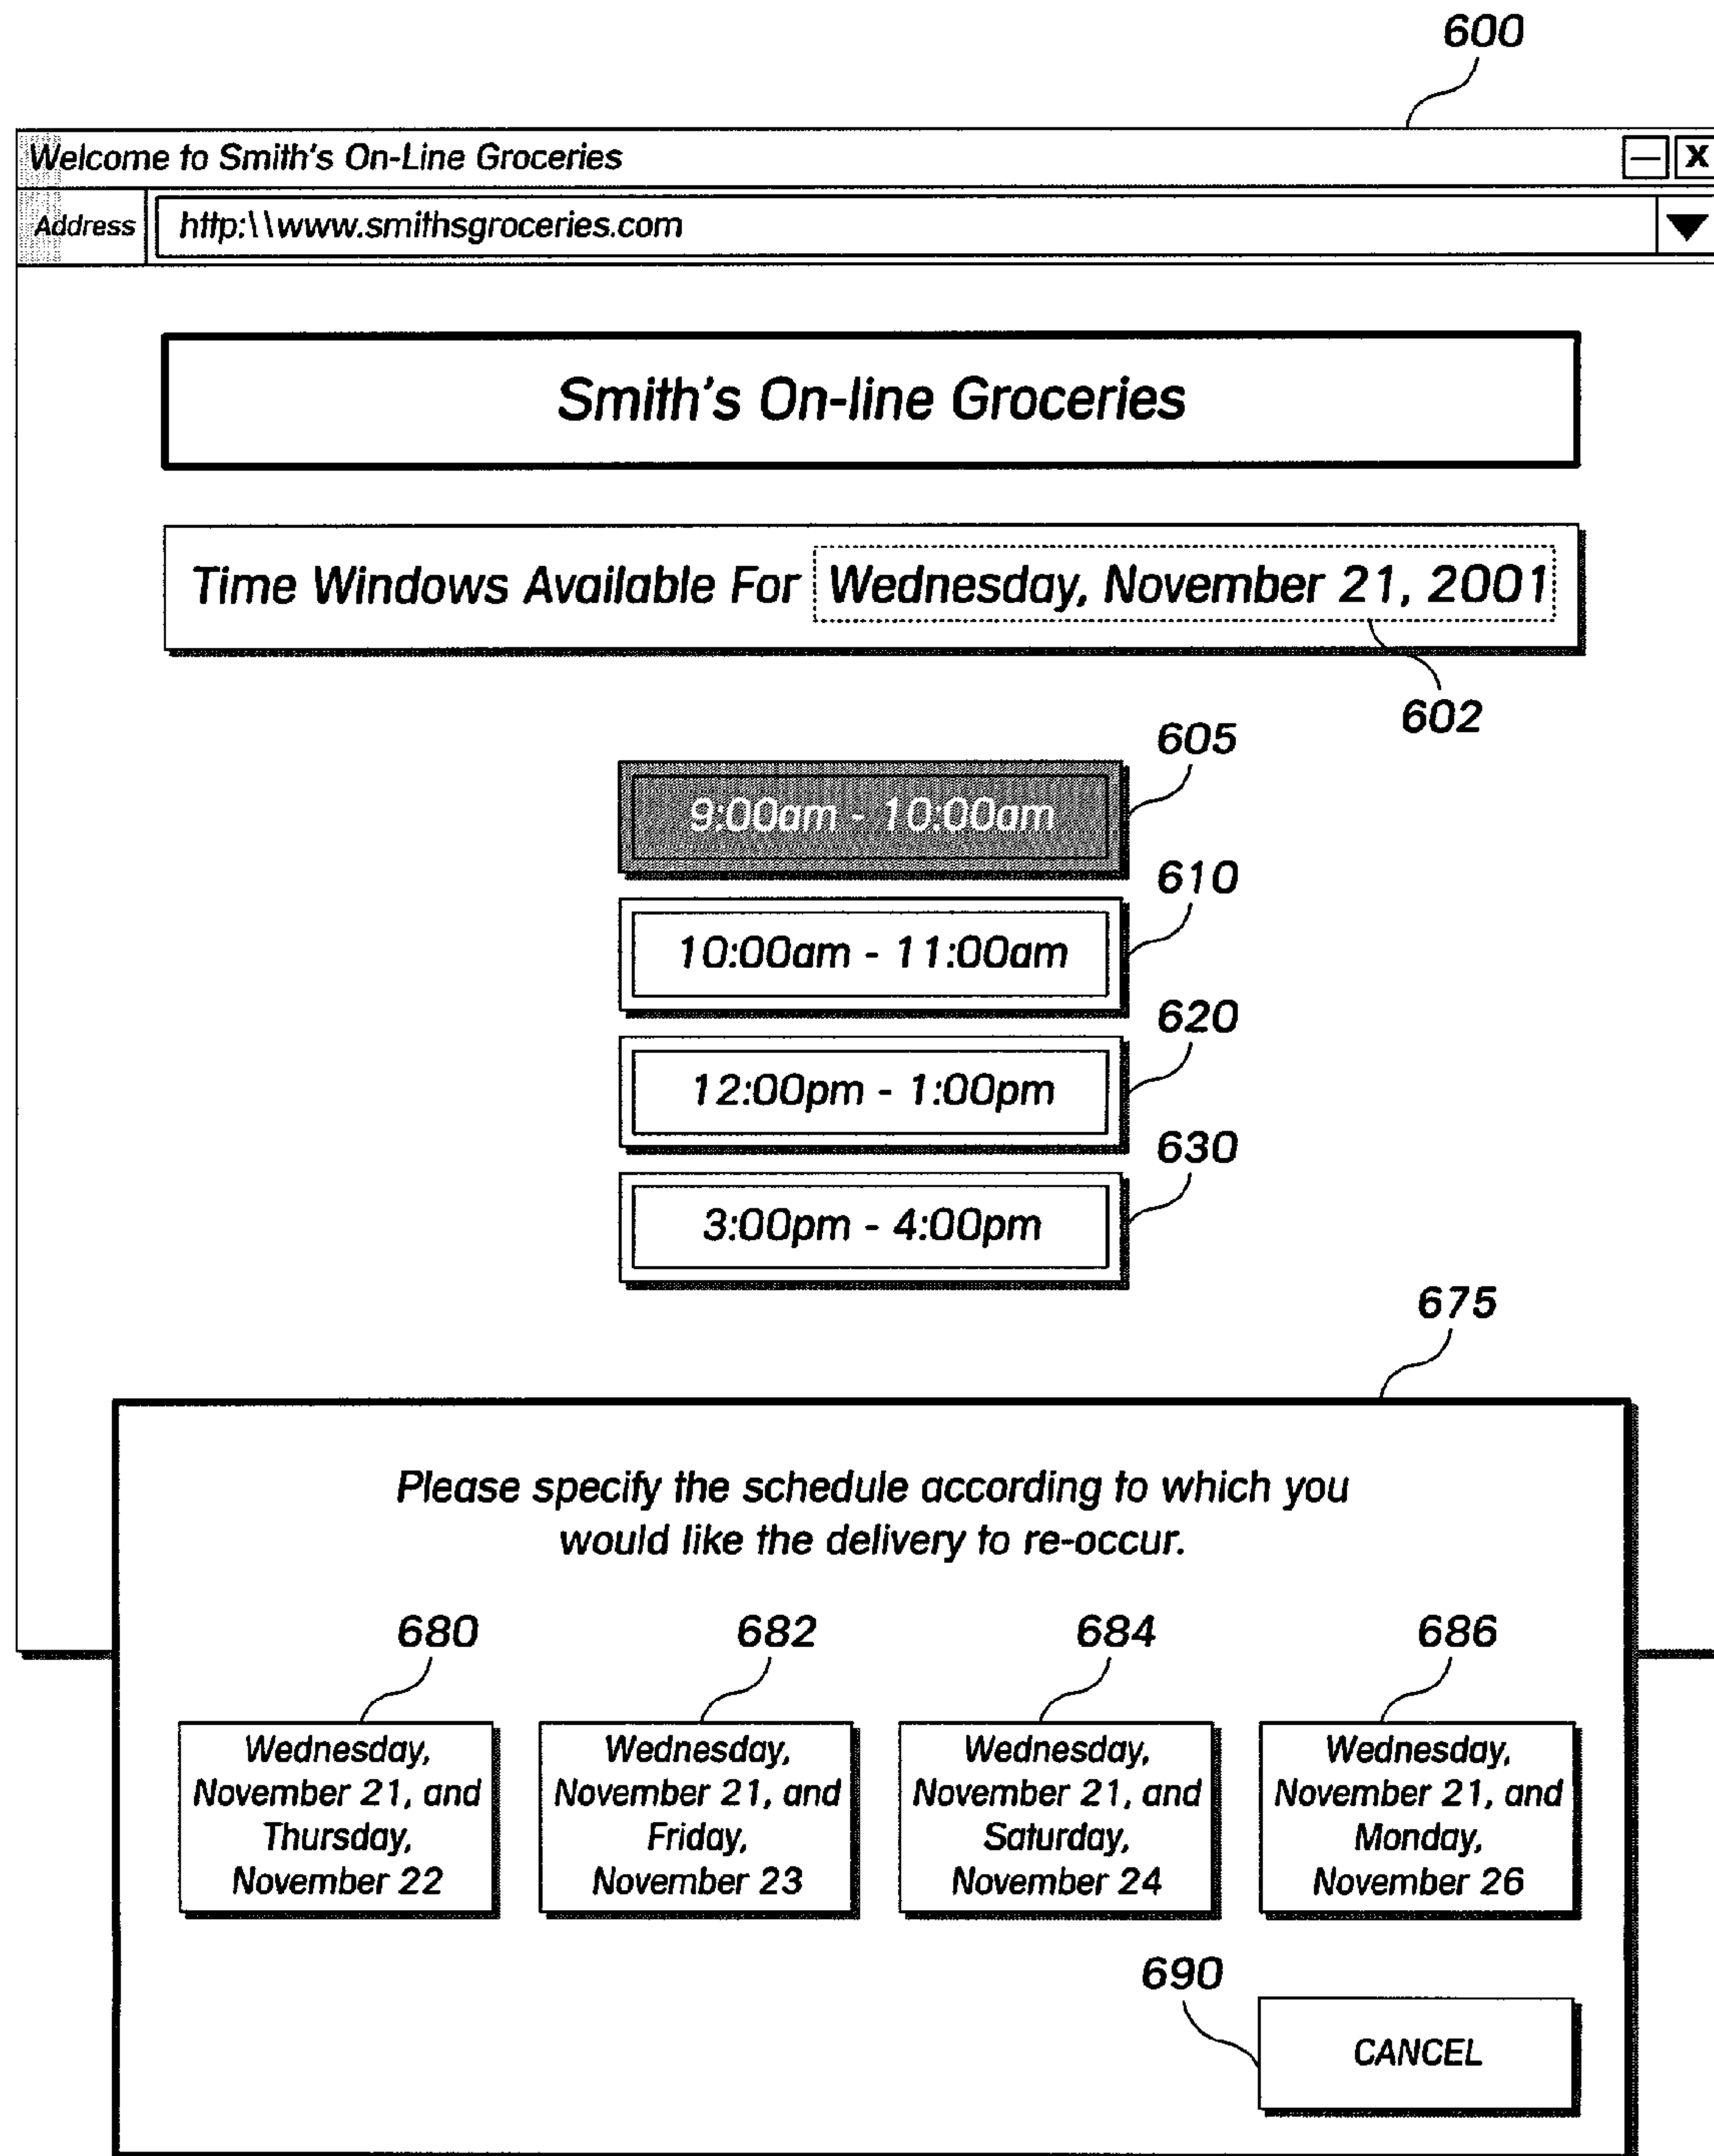 600
Welcome to Smith's On-Line Groceries
— X
Address http:\\www.smithsgroceries.com
Smith's On-line Groceries
Time Windows Available For Wednesday, November 21, 2001
602
605
9:00am - 10:00am
610
10:00am - 11:00am
620
12:00pm - 1:00pm
630
3:00pm - 4:00pm
675
Please specify the schedule according to which you
would like the delivery to re-occur.
680 682 684 686
Wednesday,
November 21, and
Thursday,
November 22
Wednesday,
November 21, and
Friday,
November 23
Wednesday,
November 21, and
Saturday,
November 24
Wednesday,
November 21, and
Monday,
November 26
690
CANCEL